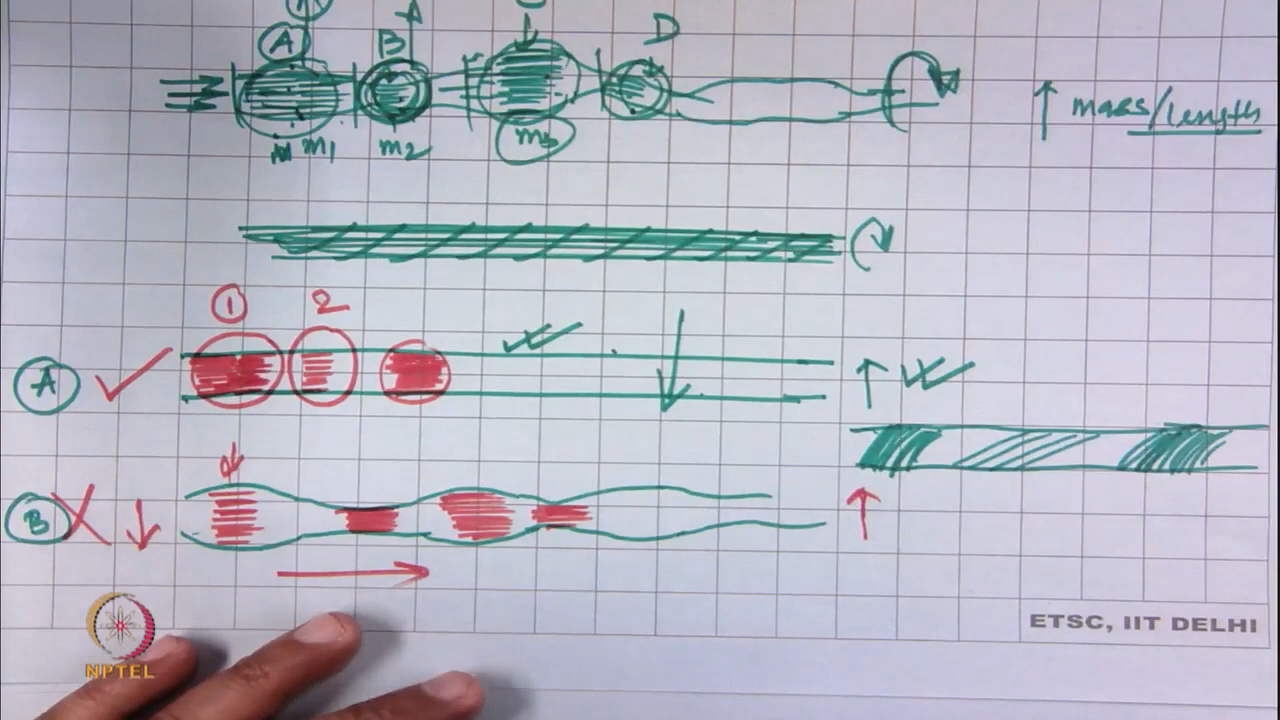 A B D
m1 m2 m3
↑ mass/length
1 2
A
B
ETSC, IIT DELHI
NPTEL